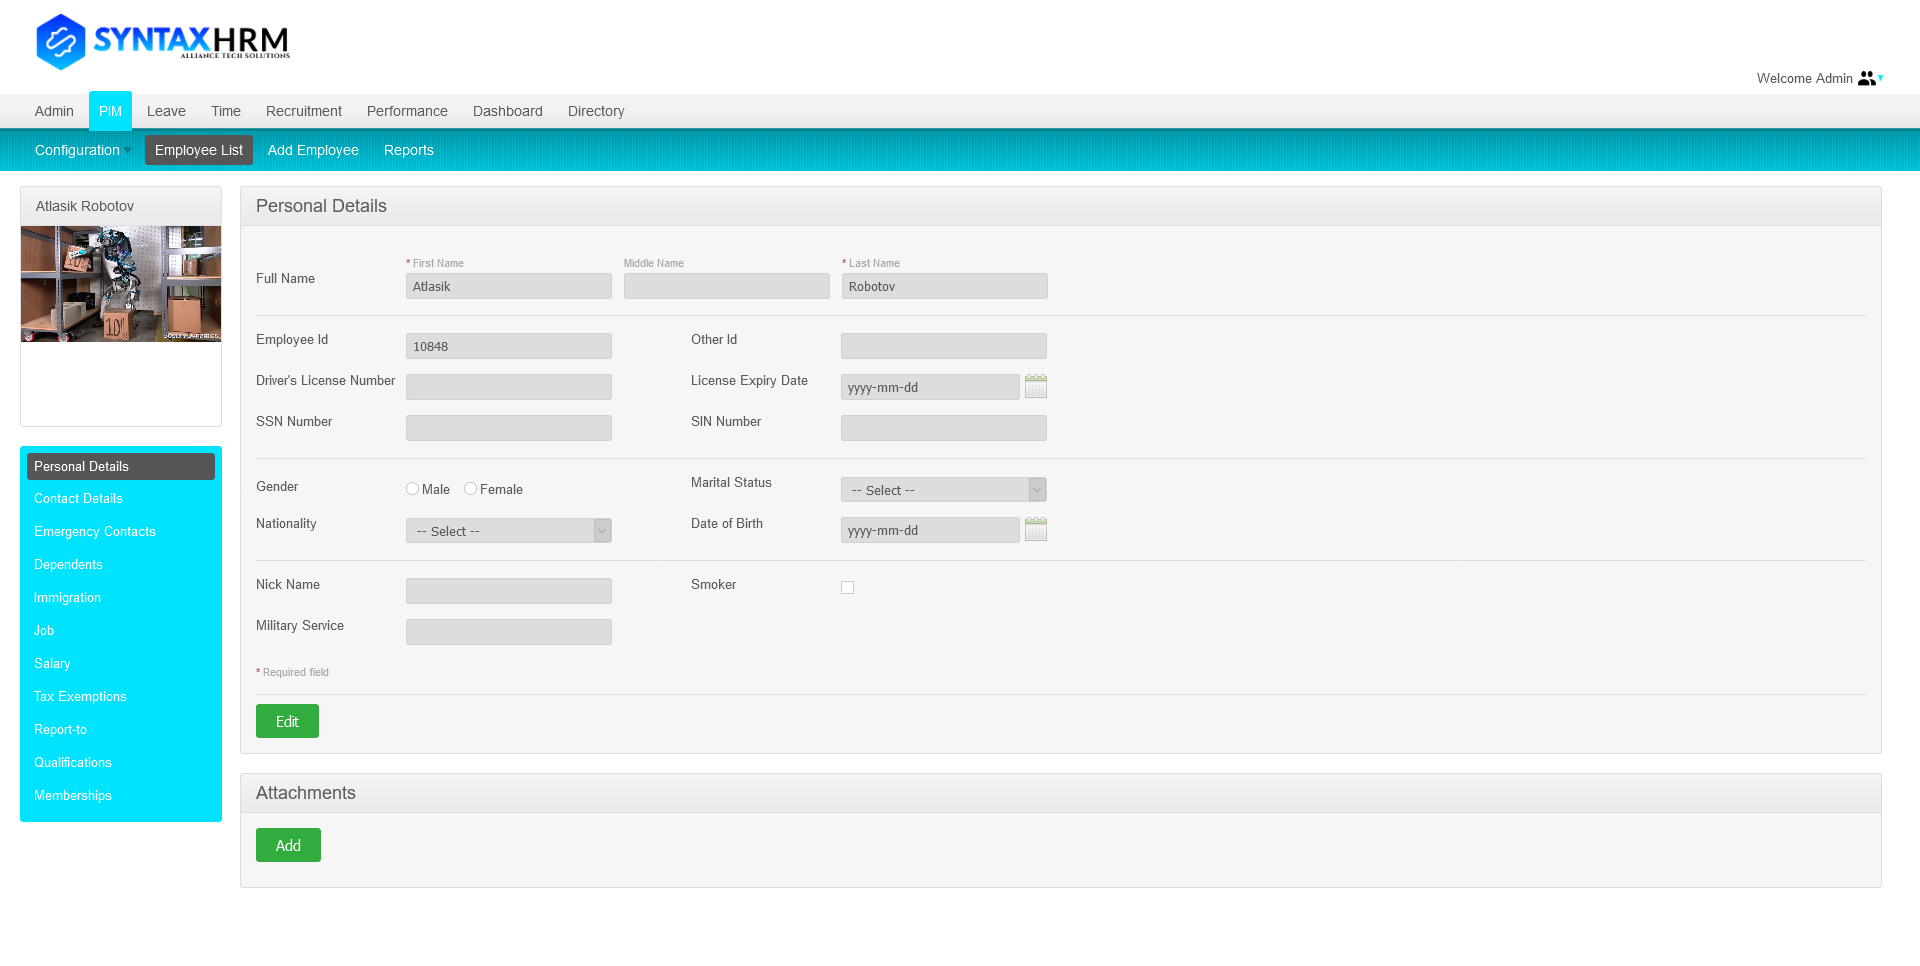 SYNTAXHRM
ALLIANCE TECH SOLUTIONS
Welcome Admin
Admin PIM Leave Time Recruitment Performance Dashboard Directory
Configuration Employee List Add Employee Reports
Atlasik Robotov
Personal Details
Contact Details
Emergency Contacts
Dependents
Immigration
Job
Salary
Tax Exemptions
Report-to
Qualifications
Memberships
Personal Details
* First Name Middle Name * Last Name
Full Name Atlasik Robotov
Employee Id 10848 Other Id
Driver's License Number License Expiry Date yyyy-mm-dd
SSN Number SIN Number
Gender Male Female Marital Status -- Select --
Nationality -- Select -- Date of Birth yyyy-mm-dd
Nick Name Smoker
Military Service
* Required field
Edit
Attachments
Add